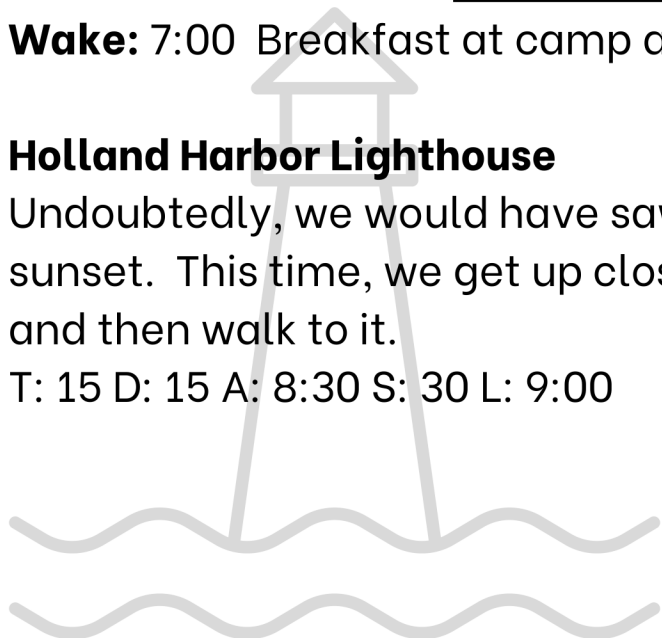 Wake: 7:00  Breakfast at camp
Holland Harbor Lighthouse
Undoubtedly, we would have
sunset.  This time, we get up
and then walk to it.
T: 15 D: 15 A: 8:30 S: 30 L: 9:00